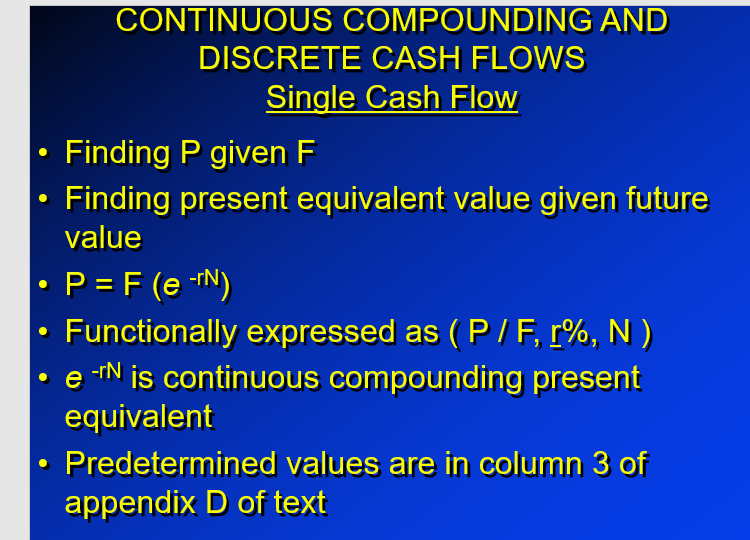 CONTINUOUS COMPOUNDING AND
DISCRETE CASH FLOWS
Single Cash Flow
• Finding P given F
• Finding present equivalent value given future
value
• P = F (e -rN)
• Functionally expressed as ( P / F, r%, N )
• e -rN is continuous compounding present
equivalent
• Predetermined values are in column 3 of
appendix D of text